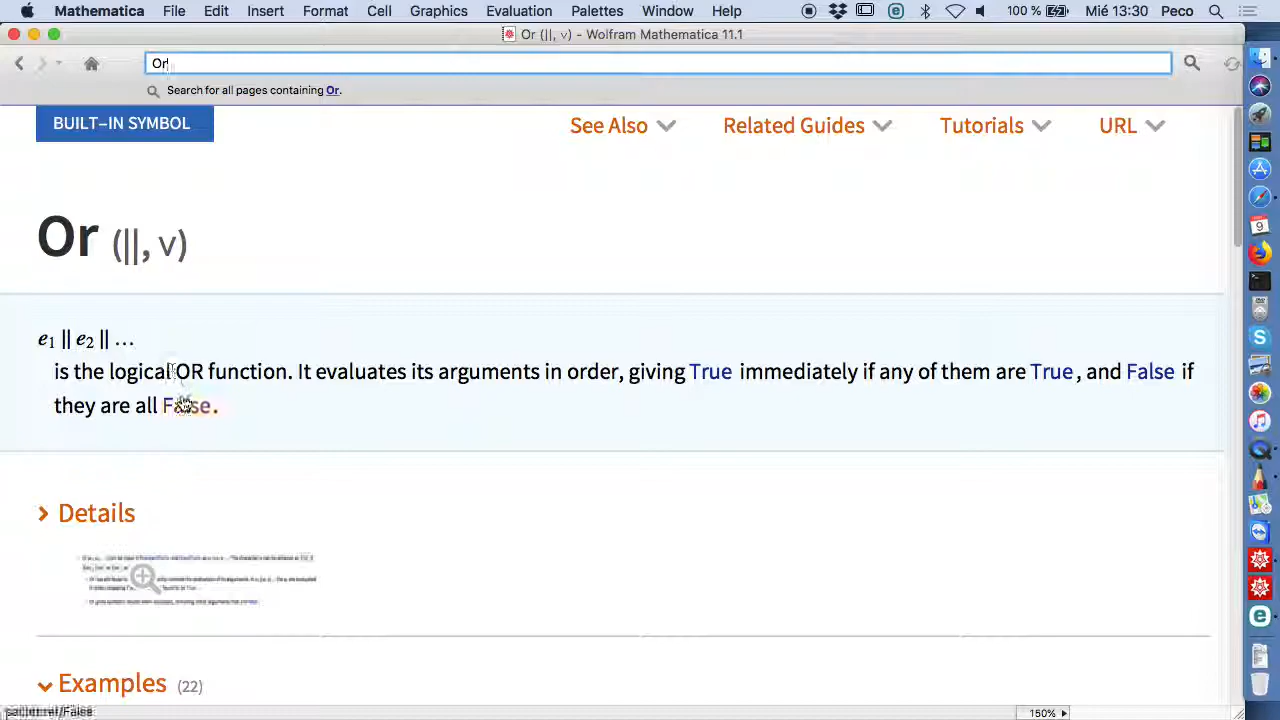 Mathematica File Edit Insert Format Cell Graphics Evaluation Palettes Window Help 100 % Mié 13:30 Peco
Or (||, ∨) - Wolfram Mathematica 11.1
Or
Search for all pages containing Or.
BUILT-IN SYMBOL See Also Related Guides Tutorials URL
Or (||, ∨)
e1 || e2 || …
is the logical OR function. It evaluates its arguments in order, giving True immediately if any of them are True, and False if
they are all False.
Details
Examples (22)
150%